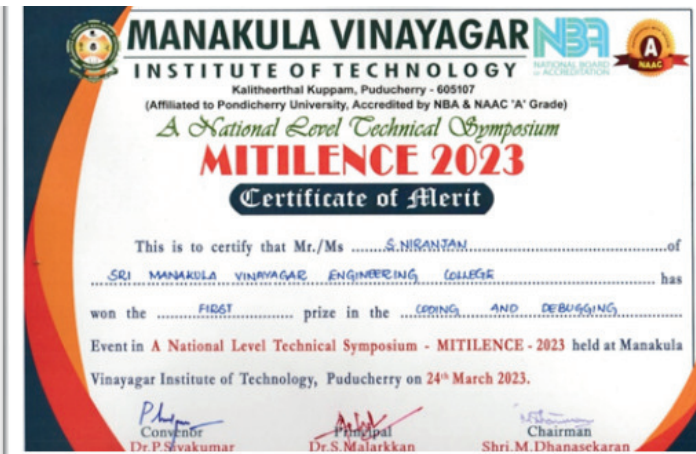 MANAKULA VINAYAGAR
INSTITUTE OF TECHNOLOGY
NBA
NATIONAL BOARD
of ACCREDITATION
A
NAAC
Kalitheerthal Kuppam, Puducherry - 605107
(Affiliated to Pondicherry University, Accredited by NBA & NAAC 'A' Grade)
A National Level Technical Symposium
MITILENCE 2023
Certificate of Merit
This is to certify that Mr./Ms ......S.NIRANJAN......of
SRI MANAKULA VINAYAGAR ENGINEERING COLLEGE has
won the FIRST prize in the CODING AND DEBUGGING
Event in A National Level Technical Symposium - MITILENCE - 2023 held at Manakula
Vinayagar Institute of Technology, Puducherry on 24th March 2023.
Convenor Principal Chairman
Dr.P.Sivakumar Dr.S.Malarkkan Shri.M.Dhanasekaran